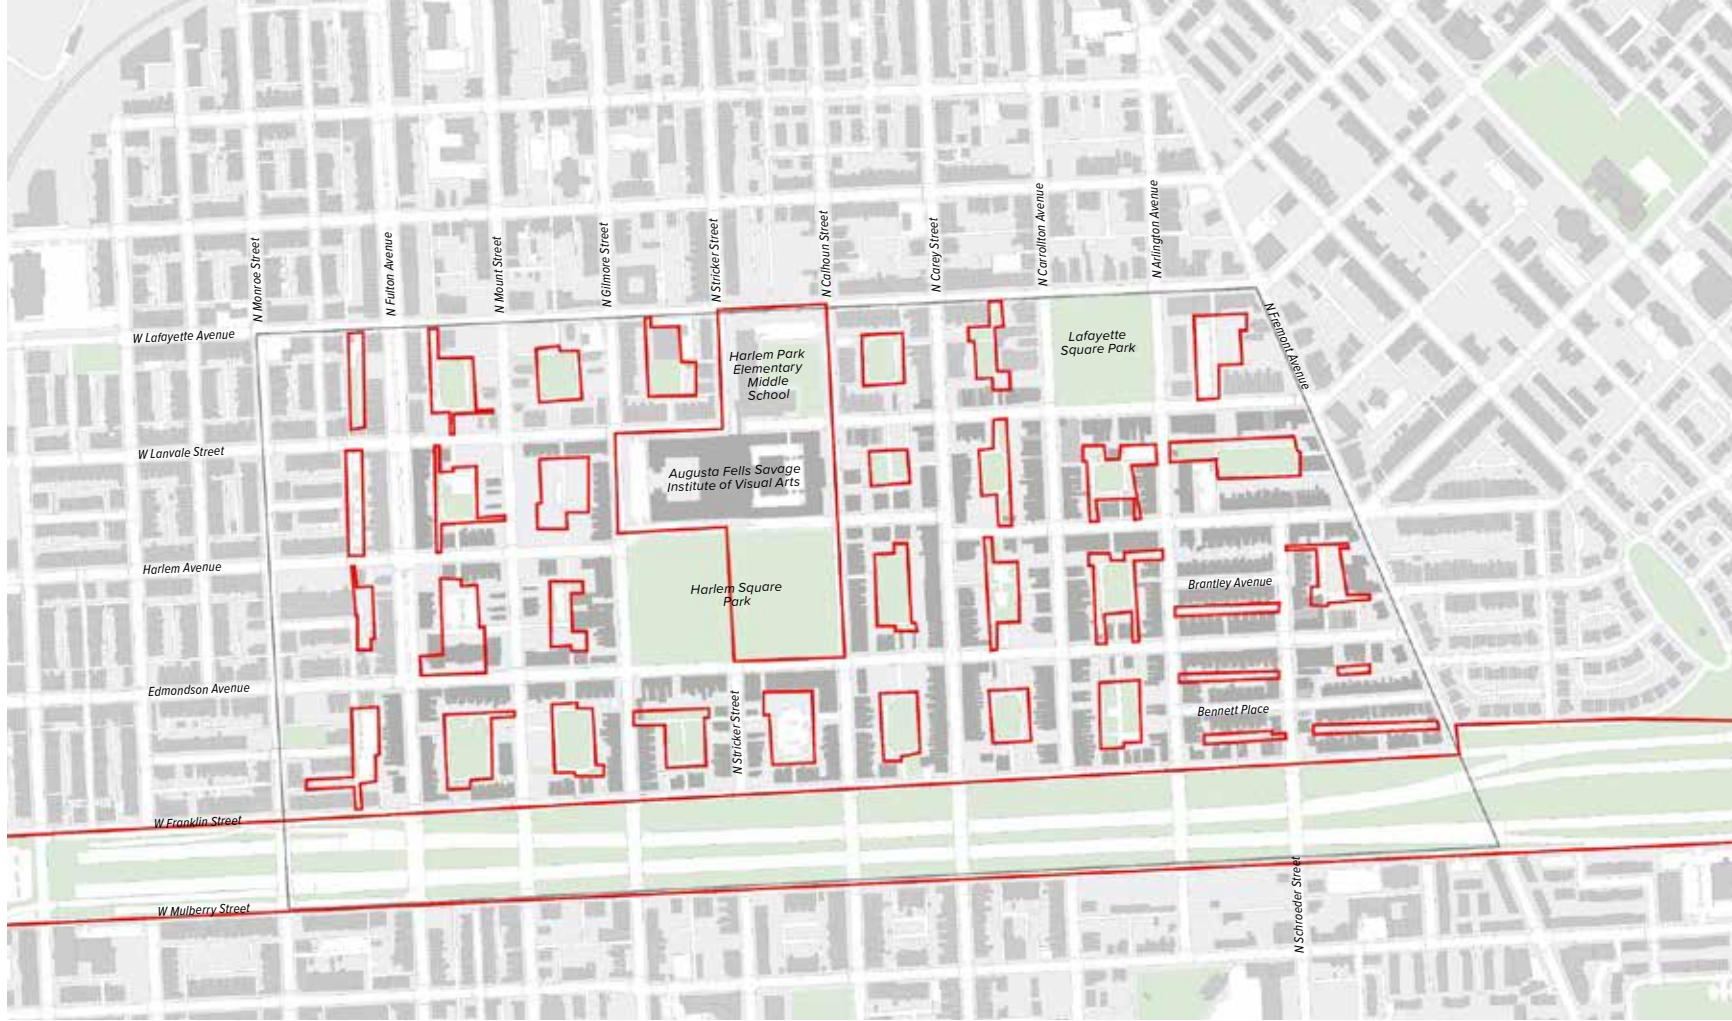 N Monroe Street
N Fulton Avenue
N Mount Street
N Gilmore Street
N Stricker Street
N Calhoun Street
N Carey Street
N Carrollton Avenue
N Arlington Avenue
N Fremont Avenue
W Lafayette Avenue
Harlem Park
Elementary
Middle
School
Lafayette
Square Park
W Lanvale Street
Augusta Fells Savage
Institute of Visual Arts
Harlem Avenue
Harlem Square
Park
Brantley Avenue
Edmondson Avenue
N Stricker Street
Bennett Place
W Franklin Street
W Mulberry Street
N Schroeder Street